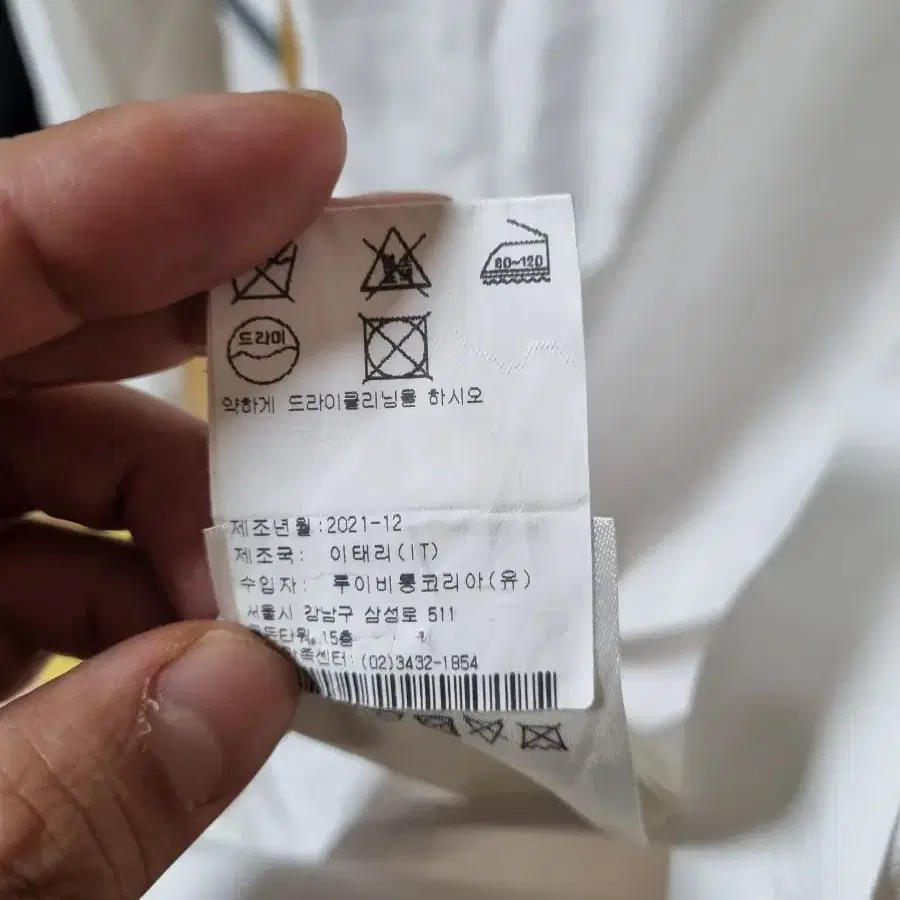 80~120
드라이
약하게 드라이클리닝을 하시오
제조년월:2021-12
제조국: 이태리(IT)
수입자: 루이비통코리아(유)
서울시 강남구 삼성로 511
15층
(02)3432-1854